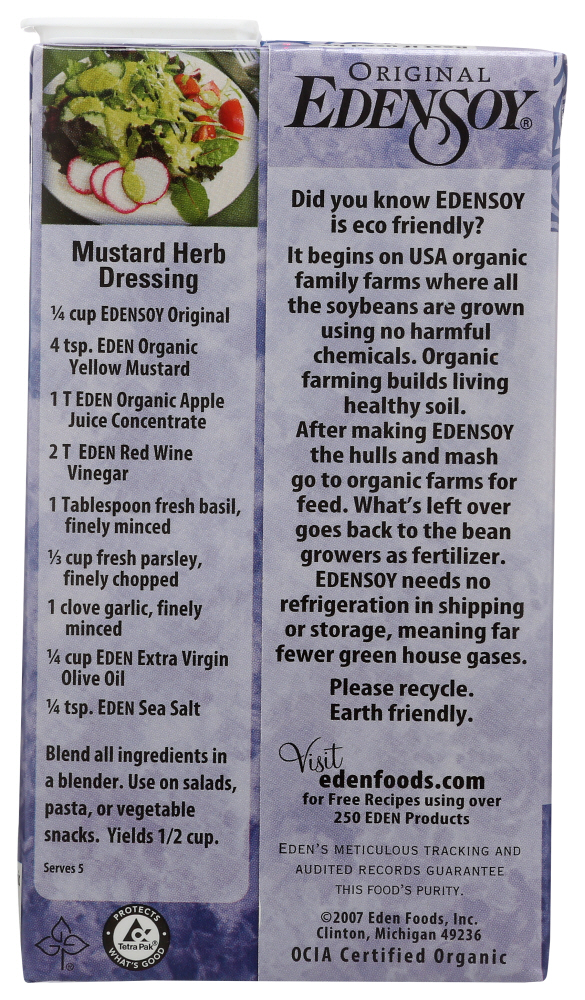 Mustard Herb
Dressing
¼ cup EDENSOY Original
4 tsp. EDEN Organic
Yellow Mustard
1 T EDEN Organic Apple
Juice Concentrate
2 T EDEN Red Wine
Vinegar
1 Tablespoon fresh basil,
finely minced
⅓ cup fresh parsley,
finely chopped
1 clove garlic, finely
minced
¼ cup EDEN Extra Virgin
Olive Oil
¼ tsp. EDEN Sea Salt
Blend all ingredients in
a blender. Use on salads,
pasta, or vegetable
snacks. Yields 1/2 cup.
Serves 5
PROTECTS
Tetra Pak®
WHAT'S GOOD
ORIGINAL
EDENSOY®
Did you know EDENSOY
is eco friendly?
It begins on USA organic
family farms where all
the soybeans are grown
using no harmful
chemicals. Organic
farming builds living
healthy soil.
After making EDENSOY
the hulls and mash
go to organic farms for
feed. What's left over
goes back to the bean
growers as fertilizer.
EDENSOY needs no
refrigeration in shipping
or storage, meaning far
fewer green house gases.
Please recycle.
Earth friendly.
Visit
edenfoods.com
for Free Recipes using over
250 EDEN Products
EDEN'S METICULOUS TRACKING AND
AUDITED RECORDS GUARANTEE
THIS FOOD'S PURITY.
©2007 Eden Foods, Inc.
Clinton, Michigan 49236
OCIA Certified Organic